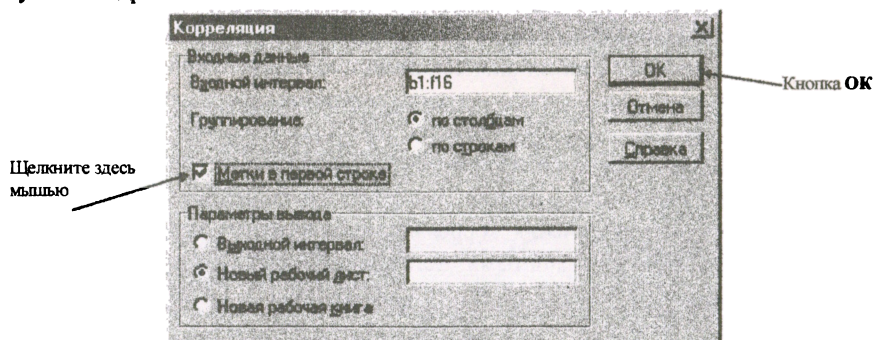 Корреляция
Входные данные
Входной интервал: b1:f16
Группирование: по столбцам
по строкам
Метки в первой строке
OK
Отмена
Справка
Кнопка ОК
Щелкните здесь
мышью
Параметры вывода
Выходной интервал:
Новый рабочий лист:
Новая рабочая книга